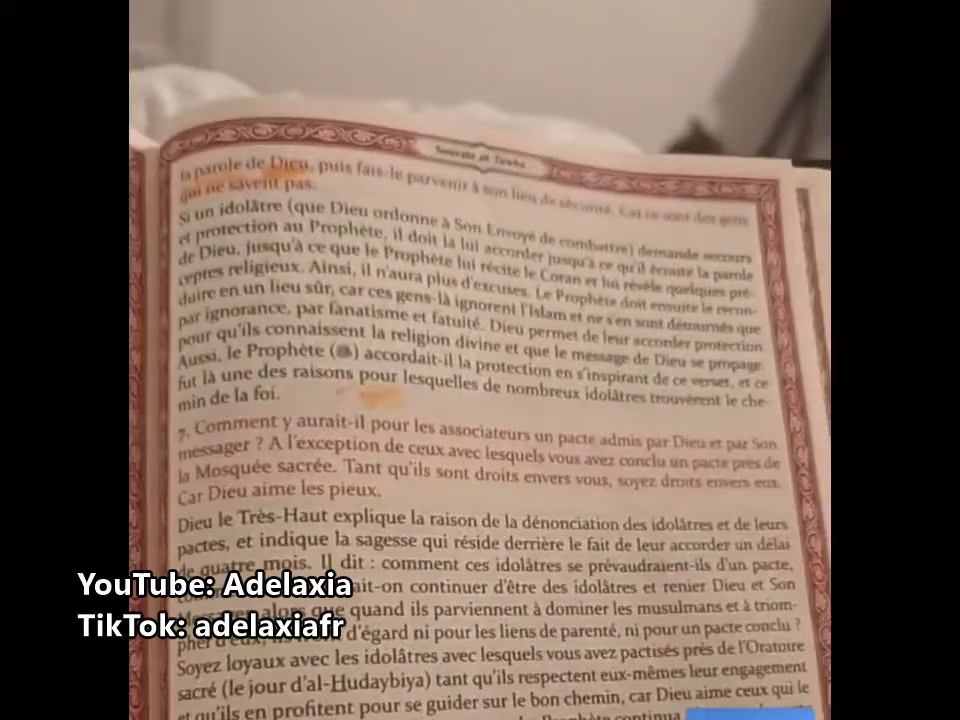 Sourate at-Tawba
la parole de Dieu, puis fais-le parvenir à son lieu de sécurité. Car ce sont des gens
qui ne savent pas.
Si un idolâtre (que Dieu ordonne à Son Envoyé de combattre) demande secours
et protection au Prophète, il doit la lui accorder jusqu'à ce qu'il écoute la parole
de Dieu, jusqu'à ce que le Prophète lui récite le Coran et lui révèle quelques pré-
ceptes religieux. Ainsi, il n'aura plus d'excuses. Le Prophète doit ensuite le recon-
duire en un lieu sûr, car ces gens-là ignorent l'Islam et ne s'en sont détournés que
par ignorance, par fanatisme et fatuité. Dieu permet de leur accorder protection
pour qu'ils connaissent la religion divine et que le message de Dieu se propage.
Aussi, le Prophète (ﷺ) accordait-il la protection en s'inspirant de ce verset, et ce
fut là une des raisons pour lesquelles de nombreux idolâtres trouvèrent le che-
min de la foi.
7. Comment y aurait-il pour les associateurs un pacte admis par Dieu et par Son
messager ? A l'exception de ceux avec lesquels vous avez conclu un pacte près de
la Mosquée sacrée. Tant qu'ils sont droits envers vous, soyez droits envers eux.
Car Dieu aime les pieux.
Dieu le Très-Haut explique la raison de la dénonciation des idolâtres et de leurs
pactes, et indique la sagesse qui réside derrière le fait de leur accorder un délai
de quatre mois. Il dit : comment ces idolâtres se prévaudraient-ils d'un pacte,
ait-on continuer d'être des idolâtres et renier Dieu et Son
alors que quand ils parviennent à dominer les musulmans et à triom-
pher d'eux, d'égard ni pour les liens de parenté, ni pour un pacte conclu ?
Soyez loyaux avec les idolâtres avec lesquels vous avez pactisés près de l'Oratoire
sacré (le jour d'al-Hudaybiya) tant qu'ils respectent eux-mêmes leur engagement
et qu'ils en profitent pour se guider sur le bon chemin, car Dieu aime ceux qui le
continua
YouTube: Adelaxia
TikTok: adelaxiafr